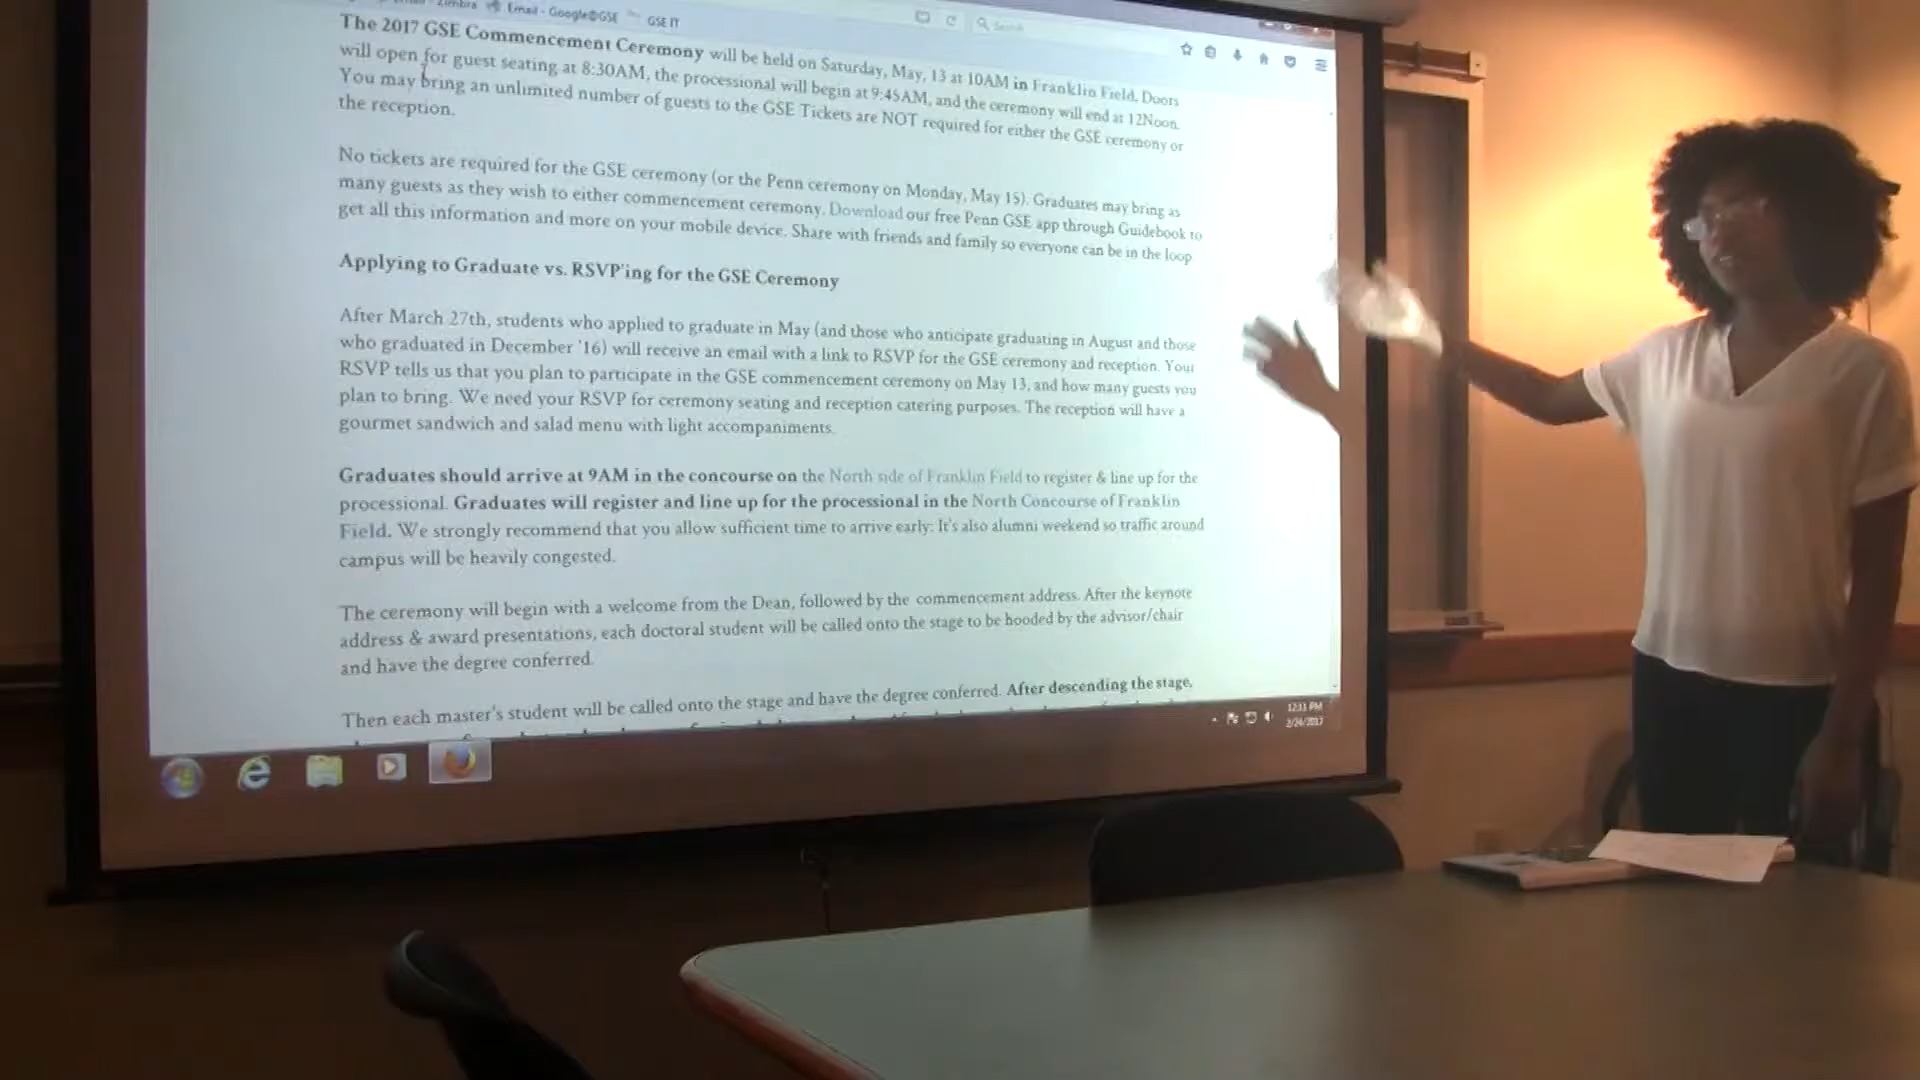 Zimbra Email - Google@GSE GSE IT
Search
The 2017 GSE Commencement Ceremony will be held on Saturday, May, 13 at 10AM in Franklin Field. Doors
will open for guest seating at 8:30AM, the processional will begin at 9:45AM, and the ceremony will end at 12Noon.
You may bring an unlimited number of guests to the GSE Tickets are NOT required for either the GSE ceremony or
the reception.
No tickets are required for the GSE ceremony (or the Penn ceremony on Monday, May 15). Graduates may bring as
many guests as they wish to either commencement ceremony. Download our free Penn GSE app through Guidebook to
get all this information and more on your mobile device. Share with friends and family so everyone can be in the loop
Applying to Graduate vs. RSVP'ing for the GSE Ceremony
After March 27th, students who applied to graduate in May (and those who anticipate graduating in August and those
who graduated in December '16) will receive an email with a link to RSVP for the GSE ceremony and reception. Your
RSVP tells us that you plan to participate in the GSE commencement ceremony on May 13, and how many guests you
plan to bring. We need your RSVP for ceremony seating and reception catering purposes. The reception will have a
gourmet sandwich and salad menu with light accompaniments.
Graduates should arrive at 9AM in the concourse on the North side of Franklin Field to register & line up for the
processional. Graduates will register and line up for the processional in the North Concourse of Franklin
Field. We strongly recommend that you allow sufficient time to arrive early: It's also alumni weekend so traffic around
campus will be heavily congested.
The ceremony will begin with a welcome from the Dean, followed by the commencement address. After the keynote
address & award presentations, each doctoral student will be called onto the stage to be hooded by the advisor/chair
and have the degree conferred.
Then each master's student will be called onto the stage and have the degree conferred. After descending the stage,
12:11 PM
2/24/2017